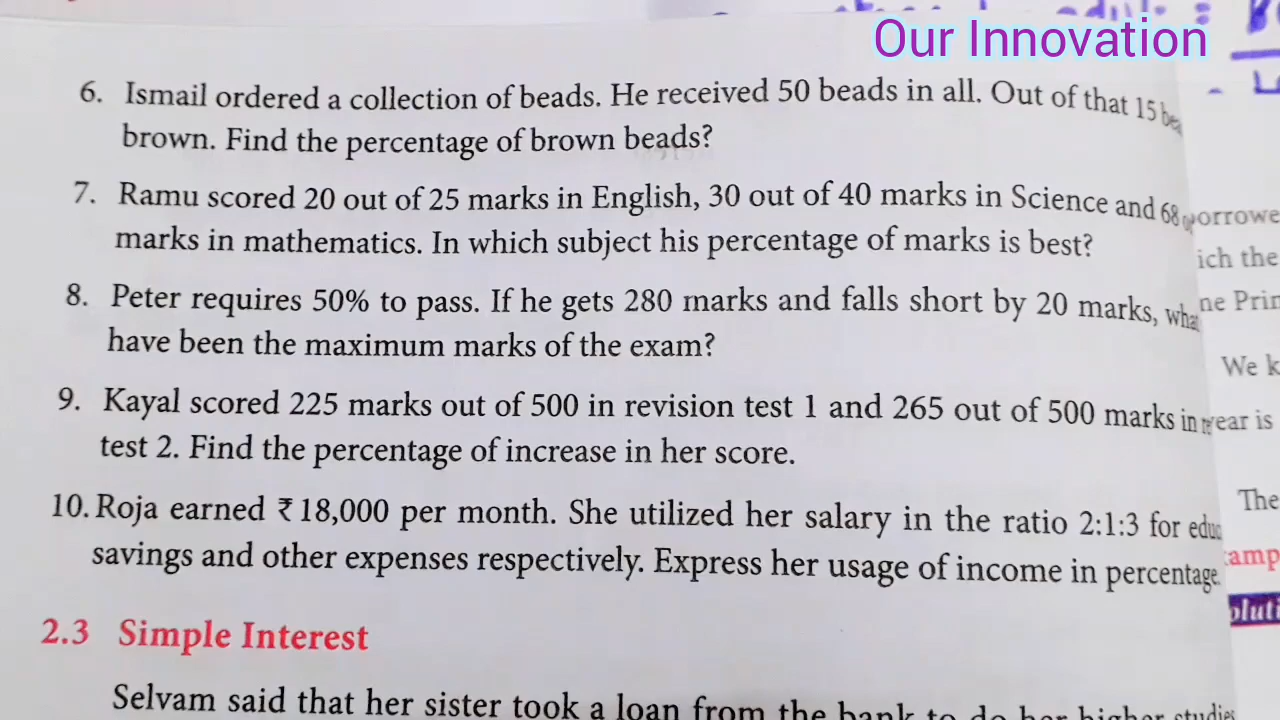 Our Innovation
6. Ismail ordered a collection of beads. He received 50 beads in all. Out of that 15
brown. Find the percentage of brown beads?
7. Ramu scored 20 out of 25 marks in English, 30 out of 40 marks in Science and 68
marks in mathematics. In which subject his percentage of marks is best?
8. Peter requires 50% to pass. If he gets 280 marks and falls short by 20 marks,
have been the maximum marks of the exam?
9. Kayal scored 225 marks out of 500 in revision test 1 and 265 out of 500 marks in
test 2. Find the percentage of increase in her score.
10. Roja earned ₹ 18,000 per month. She utilized her salary in the ratio 2:1:3 for
savings and other expenses respectively. Express her usage of income in percentage.
2.3 Simple Interest
Selvam said that her sister took a loan from the bank to do her higher studies
ich the
We k
year is
The